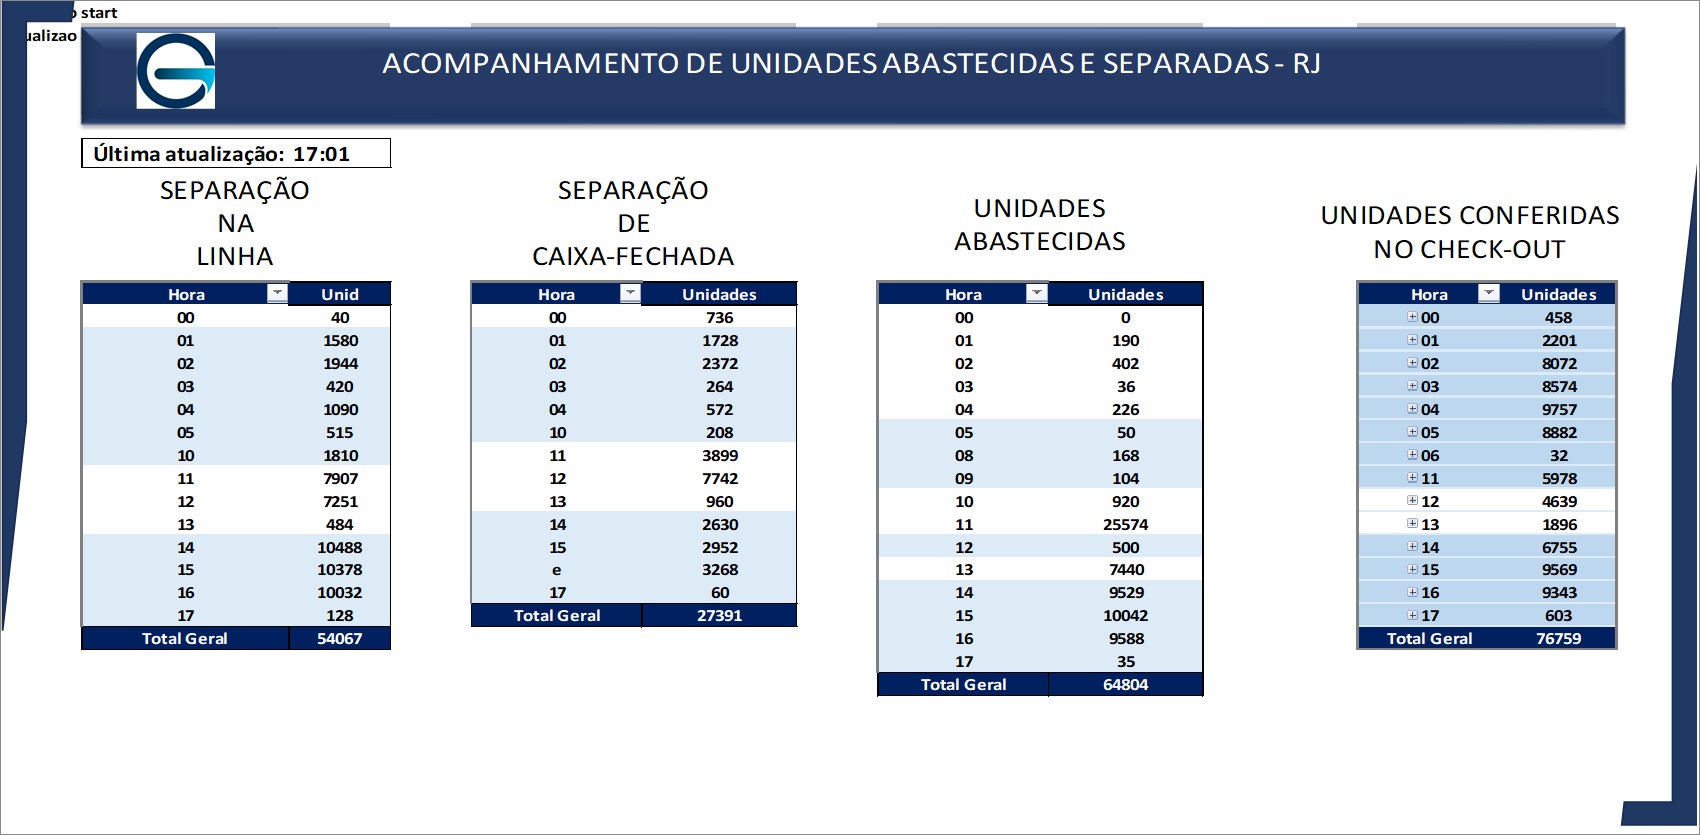 start
ualizao
ACOMPANHAMENTO DE UNIDADES ABASTECIDAS E SEPARADAS - RJ
Última atualização: 17:01
SEPARAÇÃO
NA
LINHA
Hora Unid
00 40
01 1580
02 1944
03 420
04 1090
05 515
10 1810
11 7907
12 7251
13 484
14 10488
15 10378
16 10032
17 128
Total Geral 54067
SEPARAÇÃO
DE
CAIXA-FECHADA
Hora Unidades
00 736
01 1728
02 2372
03 264
04 572
10 208
11 3899
12 7742
13 960
14 2630
15 2952
e 3268
17 60
Total Geral 27391
UNIDADES
ABASTECIDAS
Hora Unidades
00 0
01 190
02 402
03 36
04 226
05 50
08 168
09 104
10 920
11 25574
12 500
13 7440
14 9529
15 10042
16 9588
17 35
Total Geral 64804
UNIDADES CONFERIDAS
NO CHECK-OUT
Hora Unidades
00 458
01 2201
02 8072
03 8574
04 9757
05 8882
06 32
11 5978
12 4639
13 1896
14 6755
15 9569
16 9343
17 603
Total Geral 76759